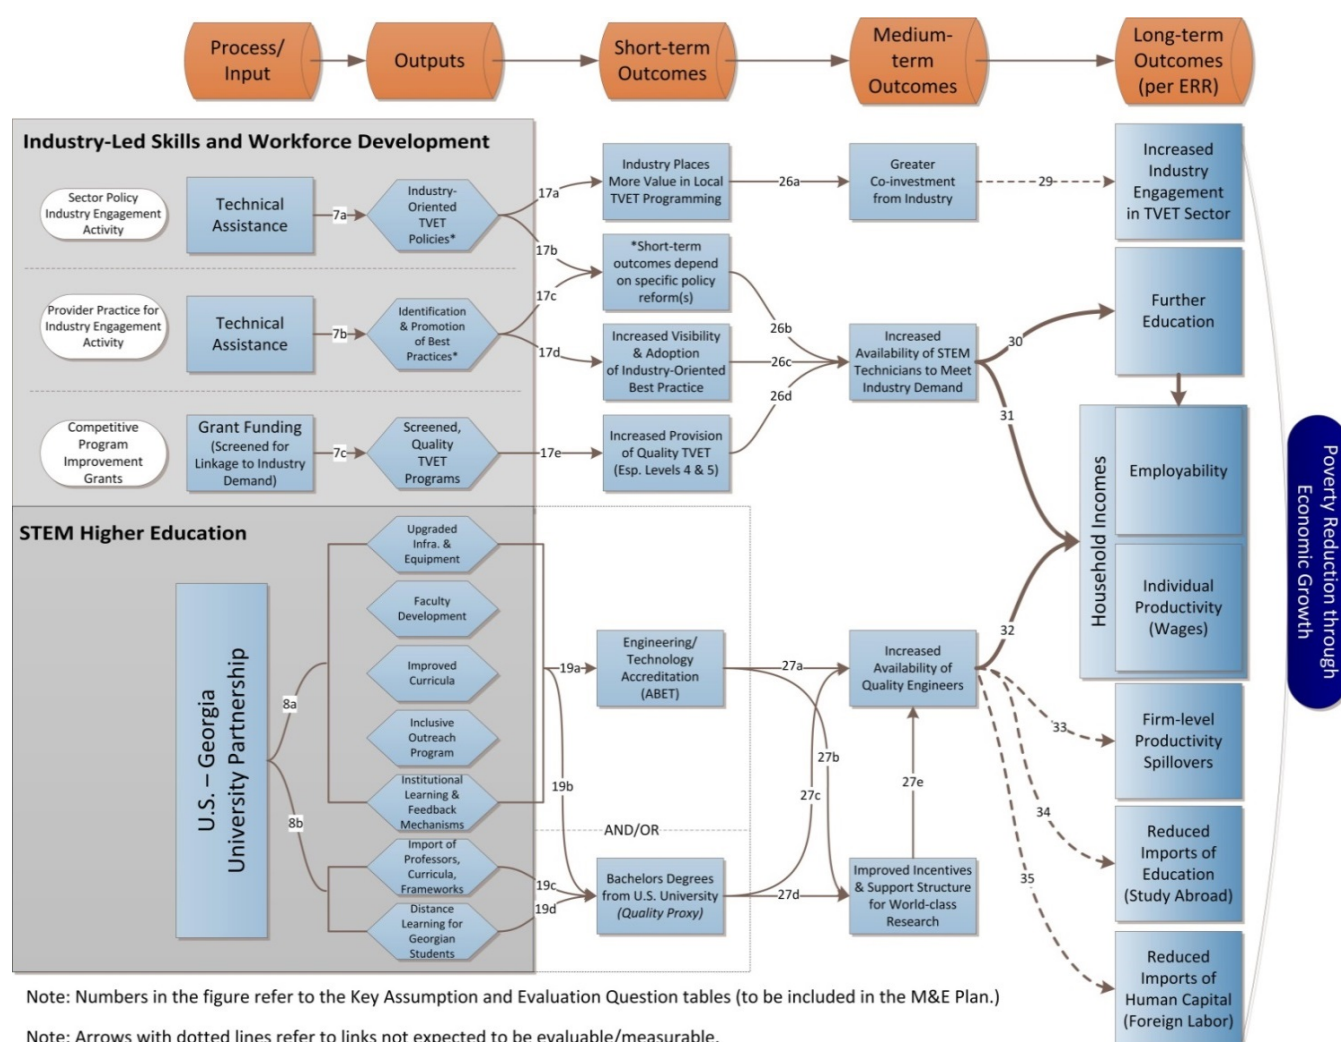 Process/
Input
Outputs
Short-term
Outcomes
Medium-
term
Outcomes
Long-term
Outcomes
(per ERR)
Industry-Led Skills and Workforce Development
Sector Policy
Industry Engagement
Activity
Technical
Assistance
7a
Industry-
Oriented
TVET
Policies*
17a
17b
Industry Places
More Value in Local
TVET Programming
26a
Greater
Co-investment
from Industry
29
Increased
Industry
Engagement
in TVET Sector
*Short-term
outcomes depend
on specific policy
reform(s)
Provider Practice for
Industry Engagement
Activity
Technical
Assistance
7b
Identification
& Promotion
of Best
Practices*
17c
17d
Increased Visibility
& Adoption
of Industry-Oriented
Best Practice
26b
26c
26d
Increased
Availability of STEM
Technicians to Meet
Industry Demand
30
31
Further
Education
Competitive
Program
Improvement
Grants
Grant Funding
(Screened for
Linkage to Industry
Demand)
7c
Screened,
Quality
TVET
Programs
17e
Increased Provision
of Quality TVET
(Esp. Levels 4 & 5)
Household Incomes
Employability
Individual
Productivity
(Wages)
Poverty Reduction through
Economic Growth
STEM Higher Education
U.S. – Georgia
University Partnership
8a
8b
Upgraded
Infra. &
Equipment
Faculty
Development
Improved
Curricula
Inclusive
Outreach
Program
Institutional
Learning &
Feedback
Mechanisms
Import of
Professors,
Curricula,
Frameworks
Distance
Learning for
Georgian
Students
19a
19b
19c
19d
Engineering/
Technology
Accreditation
(ABET)
AND/OR
Bachelors Degrees
from U.S. University
(Quality Proxy)
27a
27b
27c
27d
27e
Increased
Availability of
Quality Engineers
Improved Incentives
& Support Structure
for World-class
Research
32
33
34
35
Firm-level
Productivity
Spillovers
Reduced
Imports of
Education
(Study Abroad)
Reduced
Imports of
Human Capital
(Foreign Labor)
Note: Numbers in the figure refer to the Key Assumption and Evaluation Question tables (to be included in the M&E Plan.)
Note: Arrows with dotted lines refer to links not expected to be evaluable/measurable.